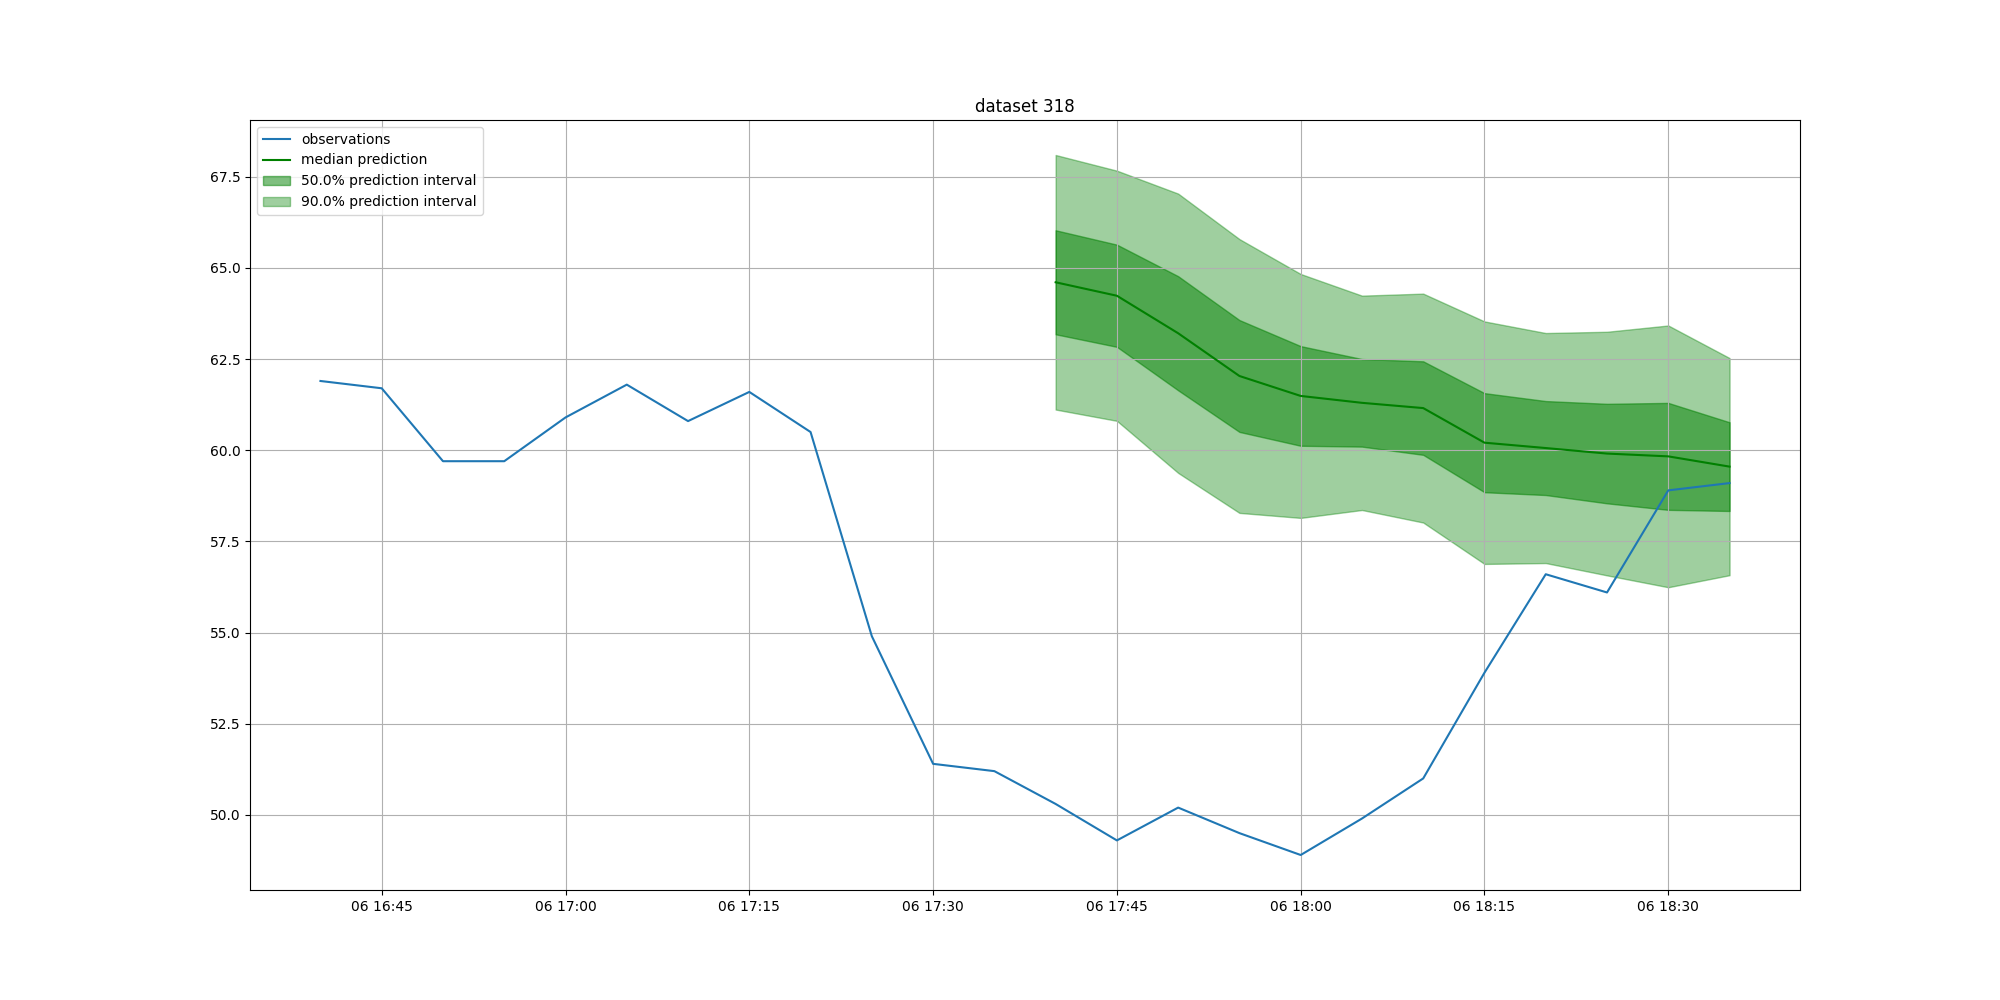 dataset 318
observations
median prediction
50.0% prediction interval
90.0% prediction interval
67.5
65.0
62.5
60.0
57.5
55.0
52.5
50.0
06 16:45 06 17:00 06 17:15 06 17:30 06 17:45 06 18:00 06 18:15 06 18:30